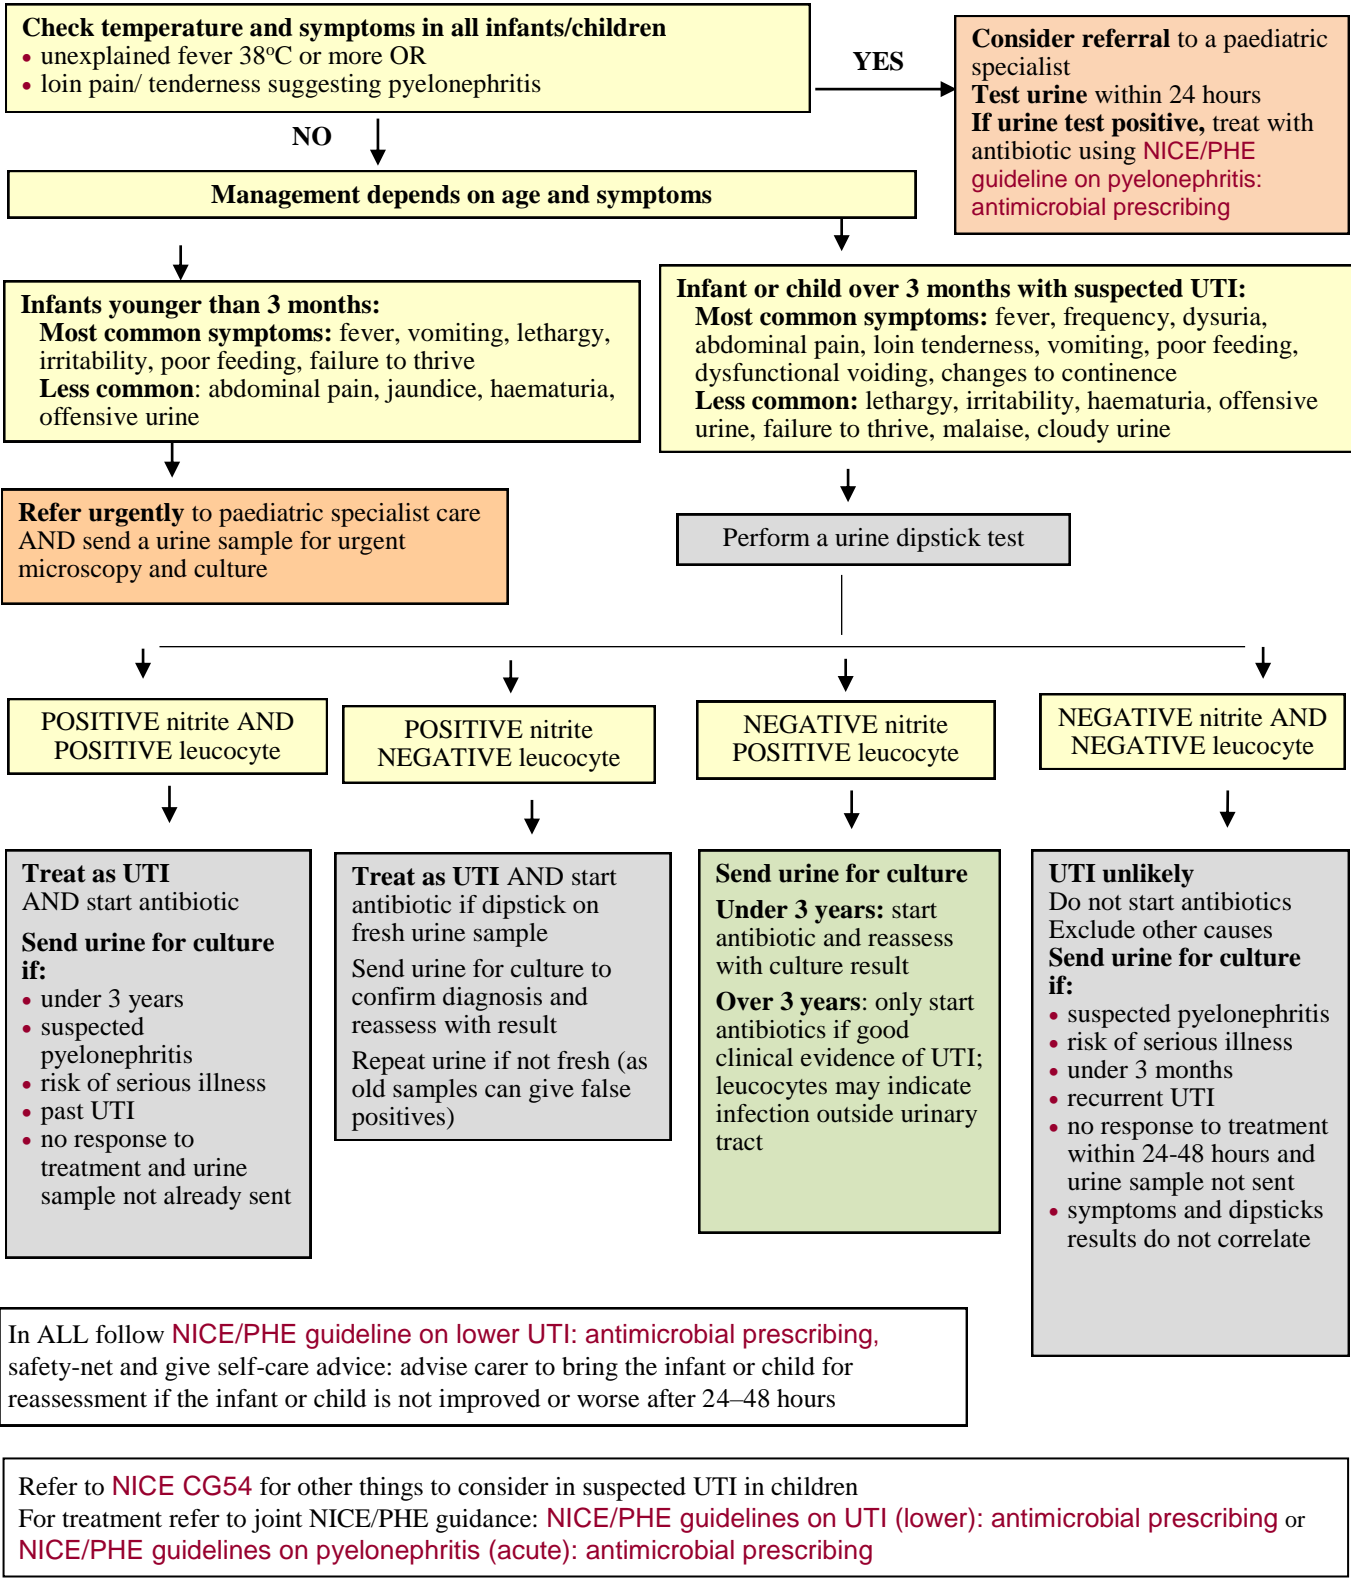 Check temperature and symptoms in all infants/children
• unexplained fever 38ºC or more OR
• loin pain/ tenderness suggesting pyelonephritis
YES
Consider referral to a paediatric
specialist
Test urine within 24 hours
If urine test positive, treat with
antibiotic using NICE/PHE
guideline on pyelonephritis:
antimicrobial prescribing
NO
Management depends on age and symptoms
Infants younger than 3 months:
Most common symptoms: fever, vomiting, lethargy,
irritability, poor feeding, failure to thrive
Less common: abdominal pain, jaundice, haematuria,
offensive urine
Infant or child over 3 months with suspected UTI:
Most common symptoms: fever, frequency, dysuria,
abdominal pain, loin tenderness, vomiting, poor feeding,
dysfunctional voiding, changes to continence
Less common: lethargy, irritability, haematuria, offensive
urine, failure to thrive, malaise, cloudy urine
Refer urgently to paediatric specialist care
AND send a urine sample for urgent
microscopy and culture
Perform a urine dipstick test
POSITIVE nitrite AND
POSITIVE leucocyte
POSITIVE nitrite
NEGATIVE leucocyte
NEGATIVE nitrite
POSITIVE leucocyte
NEGATIVE nitrite AND
NEGATIVE leucocyte
Treat as UTI
AND start antibiotic
Send urine for culture
if:
• under 3 years
• suspected
pyelonephritis
• risk of serious illness
• past UTI
• no response to
treatment and urine
sample not already sent
Treat as UTI AND start
antibiotic if dipstick on
fresh urine sample
Send urine for culture to
confirm diagnosis and
reassess with result
Repeat urine if not fresh (as
old samples can give false
positives)
Send urine for culture
Under 3 years: start
antibiotic and reassess
with culture result
Over 3 years: only start
antibiotics if good
clinical evidence of UTI;
leucocytes may indicate
infection outside urinary
tract
UTI unlikely
Do not start antibiotics
Exclude other causes
Send urine for culture
if:
• suspected pyelonephritis
• risk of serious illness
• under 3 months
• recurrent UTI
• no response to treatment
within 24-48 hours and
urine sample not sent
• symptoms and dipsticks
results do not correlate
In ALL follow NICE/PHE guideline on lower UTI: antimicrobial prescribing,
safety-net and give self-care advice: advise carer to bring the infant or child for
reassessment if the infant or child is not improved or worse after 24–48 hours
Refer to NICE CG54 for other things to consider in suspected UTI in children
For treatment refer to joint NICE/PHE guidance: NICE/PHE guidelines on UTI (lower): antimicrobial prescribing or
NICE/PHE guidelines on pyelonephritis (acute): antimicrobial prescribing